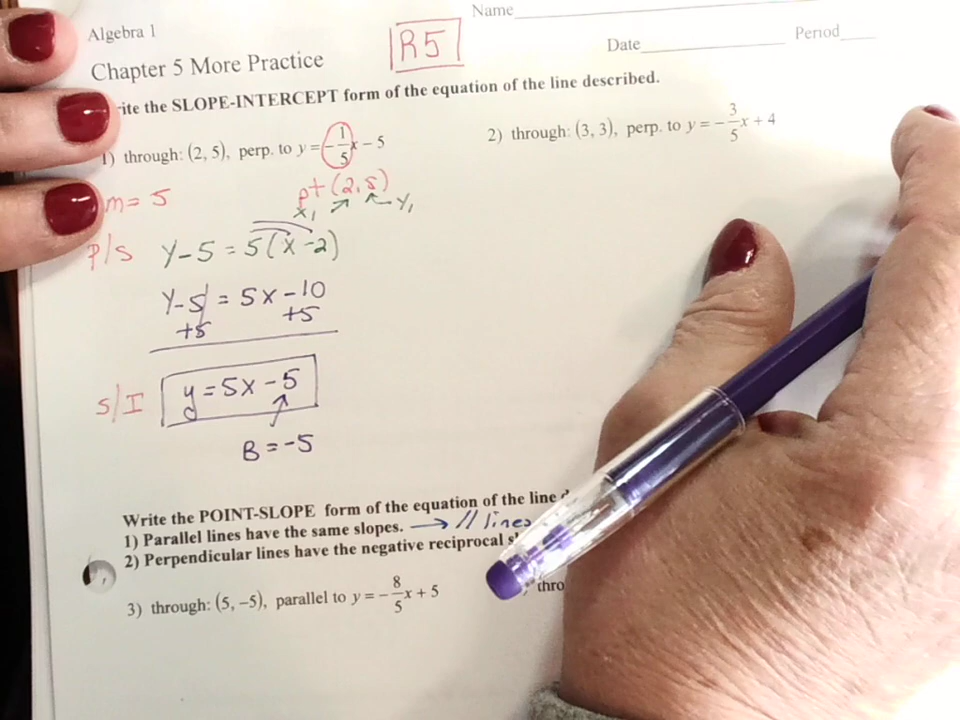 Name
Algebra 1
R5
Date Period
Chapter 5 More Practice
ite the SLOPE-INTERCEPT form of the equation of the line described.
1) through: (2, 5), perp. to y = -1/5x - 5
2) through: (3, 3), perp. to y = -3/5x + 4
m = 5
pt (2,5)
x1 y1
P/S y-5 = 5(x-2)
y-5 = 5x-10
+5 +5
S/I y = 5x - 5
B = -5
Write the POINT-SLOPE form of the equation of the line
1) Parallel lines have the same slopes. → // lines
2) Perpendicular lines have the negative reciprocal
3) through: (5, -5), parallel to y = -8/5x + 5
thro